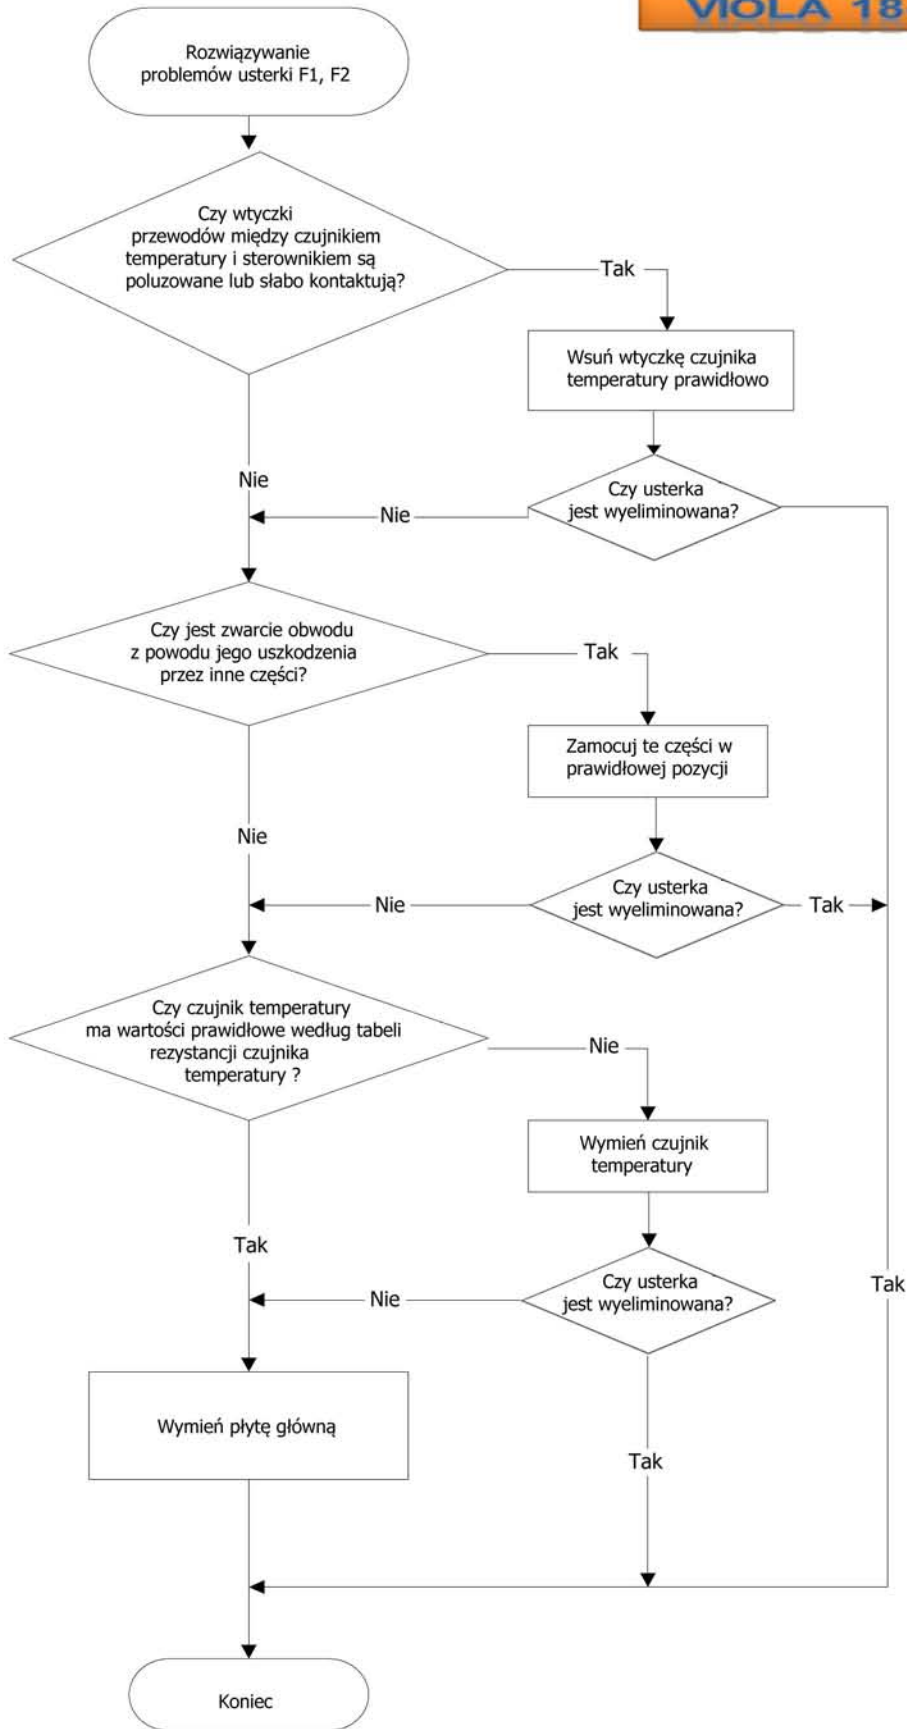 VIOLA 18
Rozwiązywanie
problemów usterki F1, F2
Czy wtyczki
przewodów między czujnikiem
temperatury i sterownikiem są
poluzowane lub słabo kontaktują?
Tak
Wsuń wtyczkę czujnika
temperatury prawidłowo
Nie
Czy usterka
jest wyeliminowana?
Nie
Czy jest zwarcie obwodu
z powodu jego uszkodzenia
przez inne części?
Tak
Zamocuj te części w
prawidłowej pozycji
Nie
Czy usterka
jest wyeliminowana?
Nie
Tak
Czy czujnik temperatury
ma wartości prawidłowe według tabeli
rezystancji czujnika
temperatury ?
Nie
Wymień czujnik
temperatury
Tak
Czy usterka
jest wyeliminowana?
Nie
Tak
Wymień płytę główną
Tak
Koniec